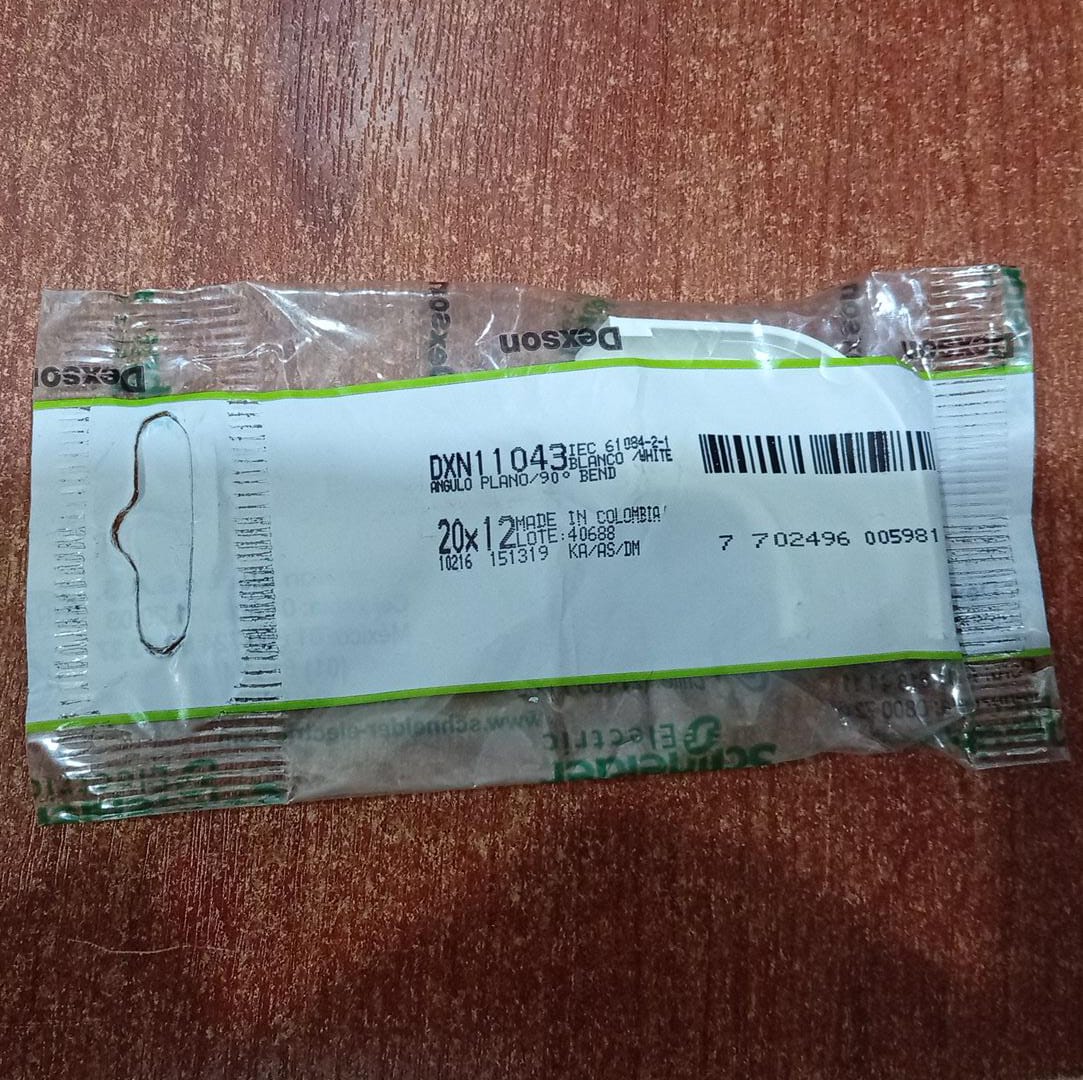 Dexson
Dexson
Dexson
DXN11043
IEC 61084-2-1
BLANCO /WHITE
ANGULO PLANO/90° BEND
20x12
MADE IN COLOMBIA
LOTE:40688
10216 151319 KA/AS/DM
7 702496 005981
www.schneider-electric
Schneider
Electric